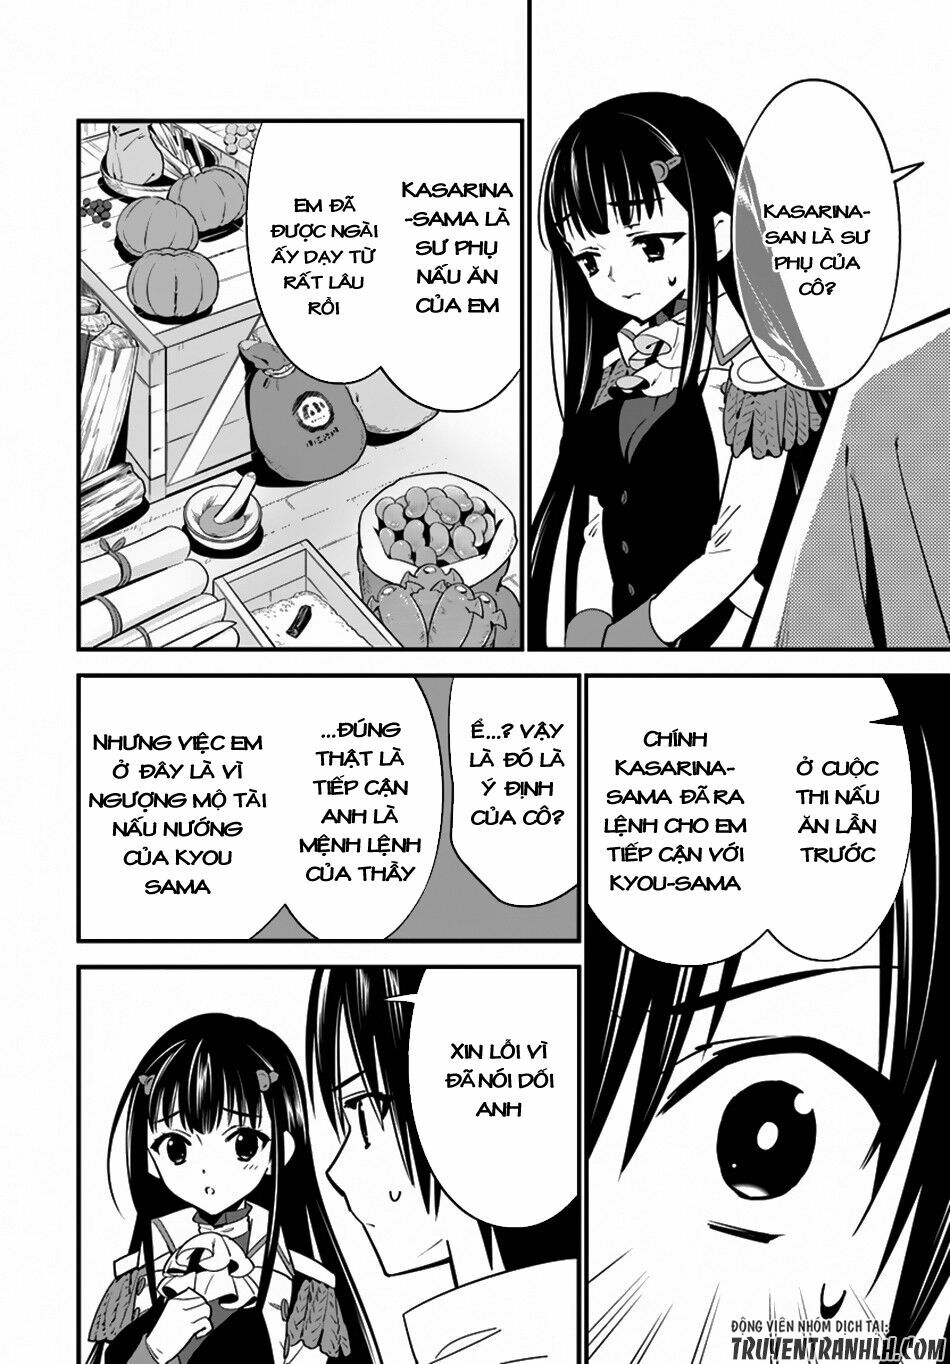 KASARINA-
SAN LÀ SƯ
PHỤ CỦA
CÔ?
KASARINA
-SAMA LÀ
SƯ PHỤ
NẤU ĂN
CỦA EM
EM ĐÃ
ĐƯỢC NGÀI
ẤY DẠY TỪ
RẤT LÂU
RỒI
Ở CUỘC
THI NẤU
ĂN LẦN
TRƯỚC
CHÍNH
KASARINA-
SAMA ĐÃ RA
LỆNH CHO EM
TIẾP CẬN VỚI
KYOU-SAMA
Ề...? VẬY
LÀ ĐÓ LÀ
Ý ĐỊNH
CỦA CÔ?
...ĐÚNG
THẬT LÀ
TIẾP CẬN
ANH LÀ
MỆNH LỆNH
CỦA THẦY
NHƯNG VIỆC EM
Ở ĐÂY LÀ VÌ
NGƯỠNG MỘ TÀI
NẤU NƯỚNG
CỦA KYOU
SAMA
XIN LỖI VÌ
ĐÃ NÓI DỐI
ANH
ĐỘNG VIÊN NHÓM DỊCH TẠI:
TRUYENTRANHLH.COM